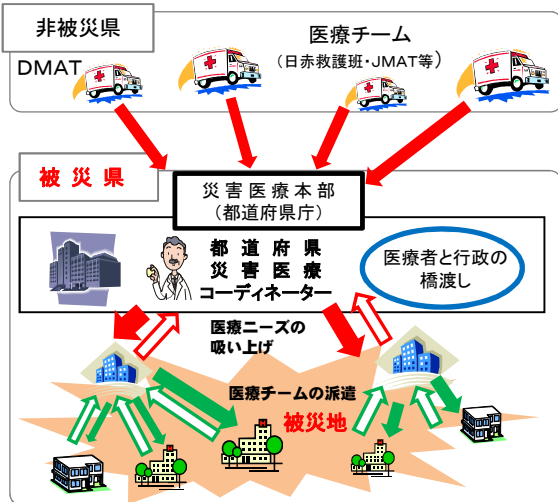 非被災県
医療チーム
(日赤救護班・JMAT等)
DMAT
被災県
災害医療本部
(都道府県庁)
都道府県
災害医療
コーディネーター
医療者と行政の
橋渡し
医療ニーズの
吸い上げ
医療チームの派遣
被災地